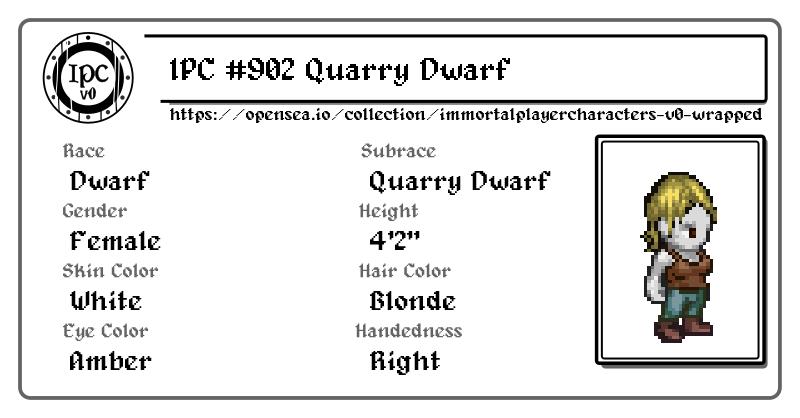 IPC
v0
IPC #902 Quarry Dwarf
https://opensea.io/collection/immortalplayercharacters-v0-wrapped
Race
Dwarf
Subrace
Quarry Dwarf
Gender
Female
Height
4'2"
Skin Color
White
Hair Color
Blonde
Eye Color
Amber
Handedness
Right